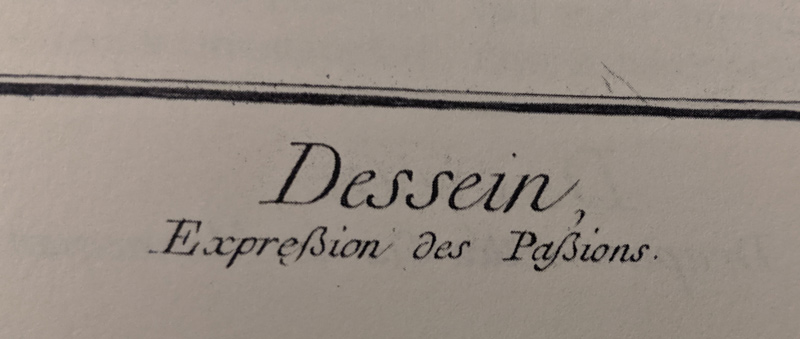 Dessein,
Expreßion des Paßions.